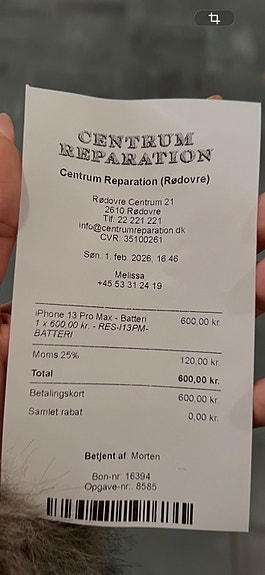 CENTRUM
REPARATION
Centrum Reparation (Rødovre)
Rødovre Centrum 21
2610 Rødovre
Tlf: 22 221 221
info@centrumreparation.dk
CVR: 35100261
Søn. 1. feb. 2026, 16.46
Melissa
+45 53 31 24 19
iPhone 13 Pro Max - Batteri 600,00 kr.
1 x 600,00 kr. - RES-I13PM-
BATTERI
Moms 25% 120,00 kr.
Total 600,00 kr.
Betalingskort 600,00 kr.
Samlet rabat 0,00 kr.
Betjent af: Morten
Bon-nr: 16394
Opgave-nr.: 8585